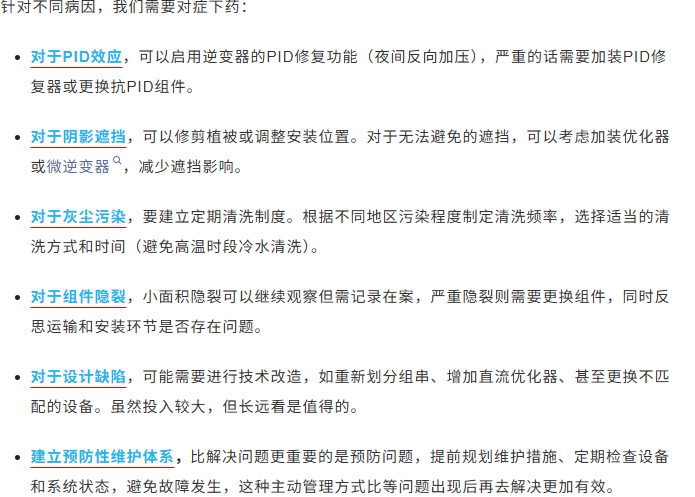 针对不同病因，我们需要对症下药：
对于PID效应，可以启用逆变器的PID修复功能（夜间反向加压），严重的话需要加装PID修
复器或更换抗PID组件。
对于阴影遮挡，可以修剪植被或调整安装位置。对于无法避免的遮挡，可以考虑加装优化器
或微逆变器，减少遮挡影响。
对于灰尘污染，要建立定期清洗制度。根据不同地区污染程度制定清洗频率，选择适当的清
洗方式和时间（避免高温时段冷水清洗）。
对于组件隐裂，小面积隐裂可以继续观察但需记录在案，严重隐裂则需要更换组件，同时反
思运输和安装环节是否存在问题。
对于设计缺陷，可能需要进行技术改造，如重新划分组串、增加直流优化器、甚至更换不匹
配的设备。虽然投入较大，但长远看是值得的。
建立预防性维护体系，比解决问题更重要的是预防问题，提前规划维护措施、定期检查设备
和系统状态，避免故障发生，这种主动管理方式比等问题出现后再去解决更加有效。